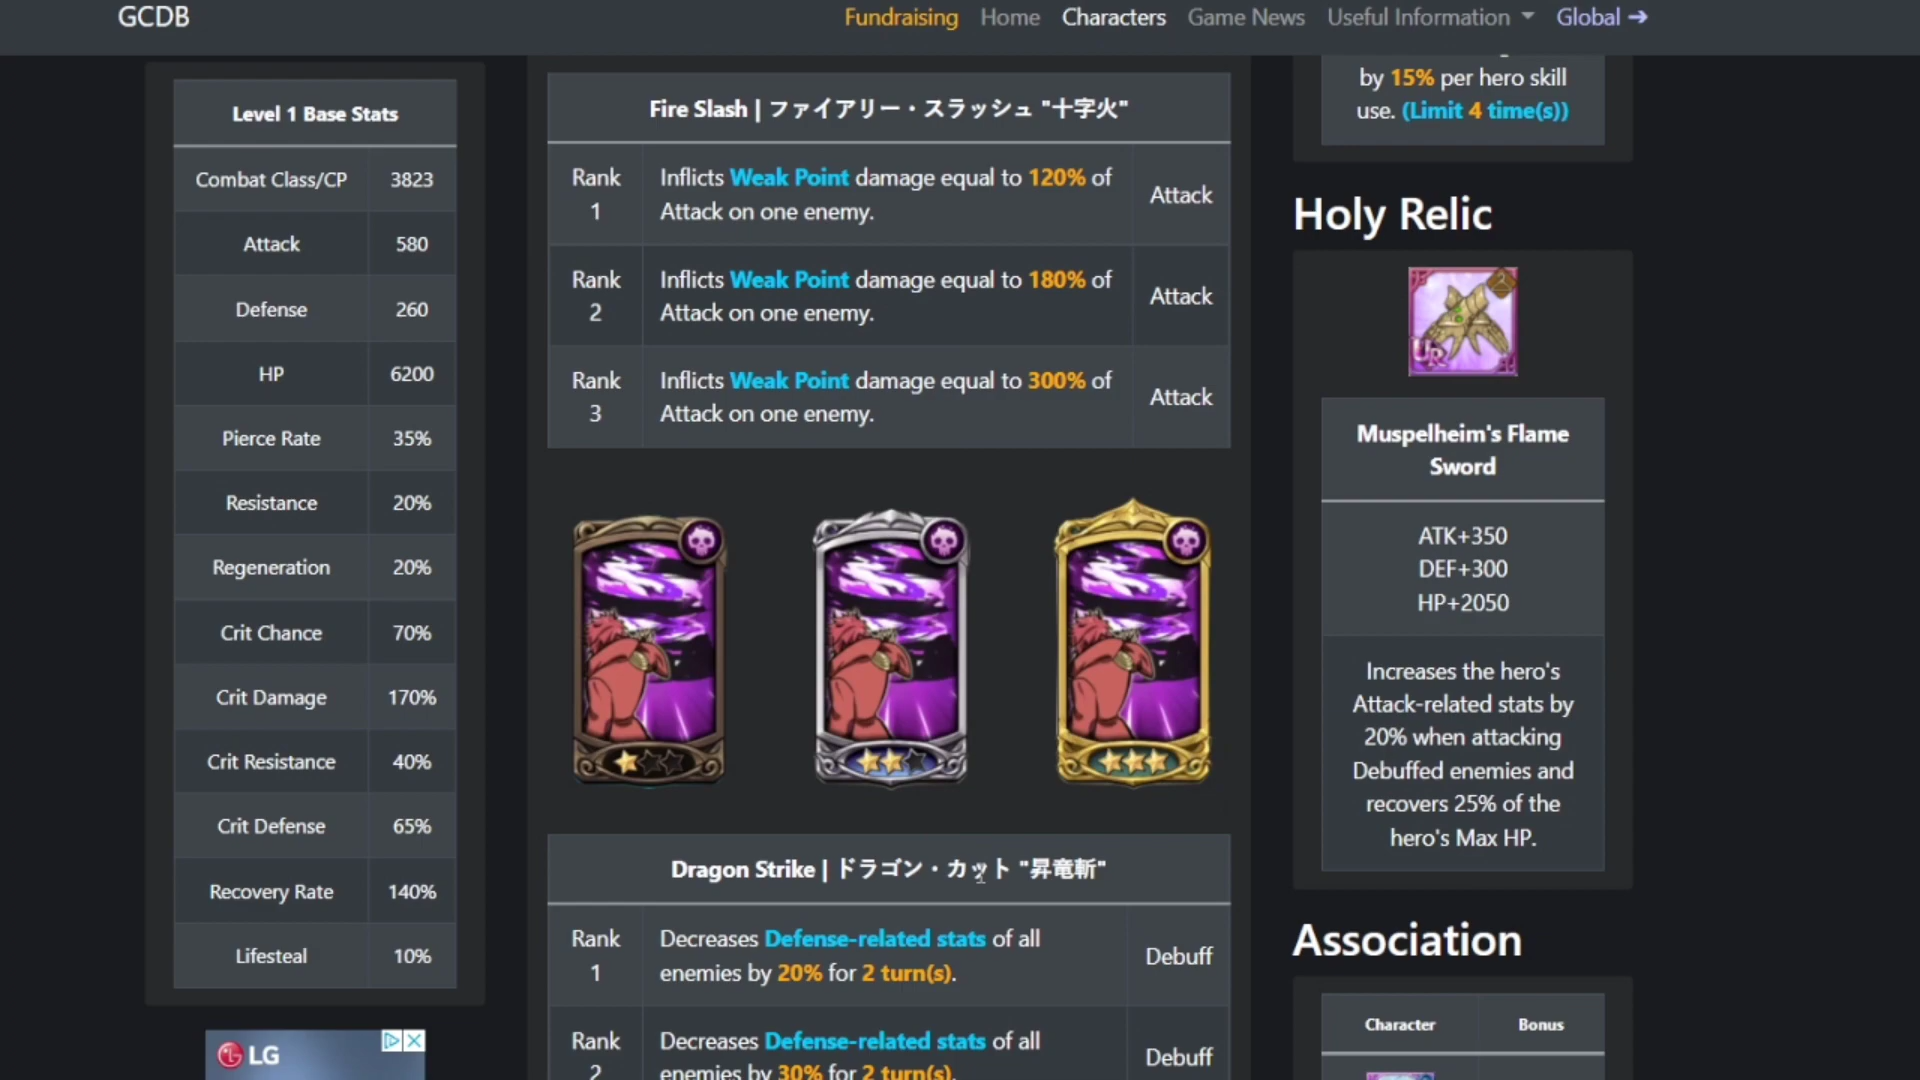 GCDB
Fundraising Home Characters Game News Useful Information Global
Level 1 Base Stats
Combat Class/CP 3823
Attack 580
Defense 260
HP 6200
Pierce Rate 35%
Resistance 20%
Regeneration 20%
Crit Chance 70%
Crit Damage 170%
Crit Resistance 40%
Crit Defense 65%
Recovery Rate 140%
Lifesteal 10%
LG
Fire Slash | ファイアリー・スラッシュ "十字火"
Rank 1
Inflicts Weak Point damage equal to 120% of
Attack on one enemy.
Attack
Rank 2
Inflicts Weak Point damage equal to 180% of
Attack on one enemy.
Attack
Rank 3
Inflicts Weak Point damage equal to 300% of
Attack on one enemy.
Attack
Dragon Strike | ドラゴン・カット "昇竜斬"
Rank 1
Decreases Defense-related stats of all
enemies by 20% for 2 turn(s).
Debuff
Rank 2
Decreases Defense-related stats of all
enemies by 30% for 2 turn(s).
Debuff
by 15% per hero skill
use. (Limit 4 time(s))
Holy Relic
UR
Muspelheim's Flame
Sword
ATK+350
DEF+300
HP+2050
Increases the hero's
Attack-related stats by
20% when attacking
Debuffed enemies and
recovers 25% of the
hero's Max HP.
Association
Character Bonus